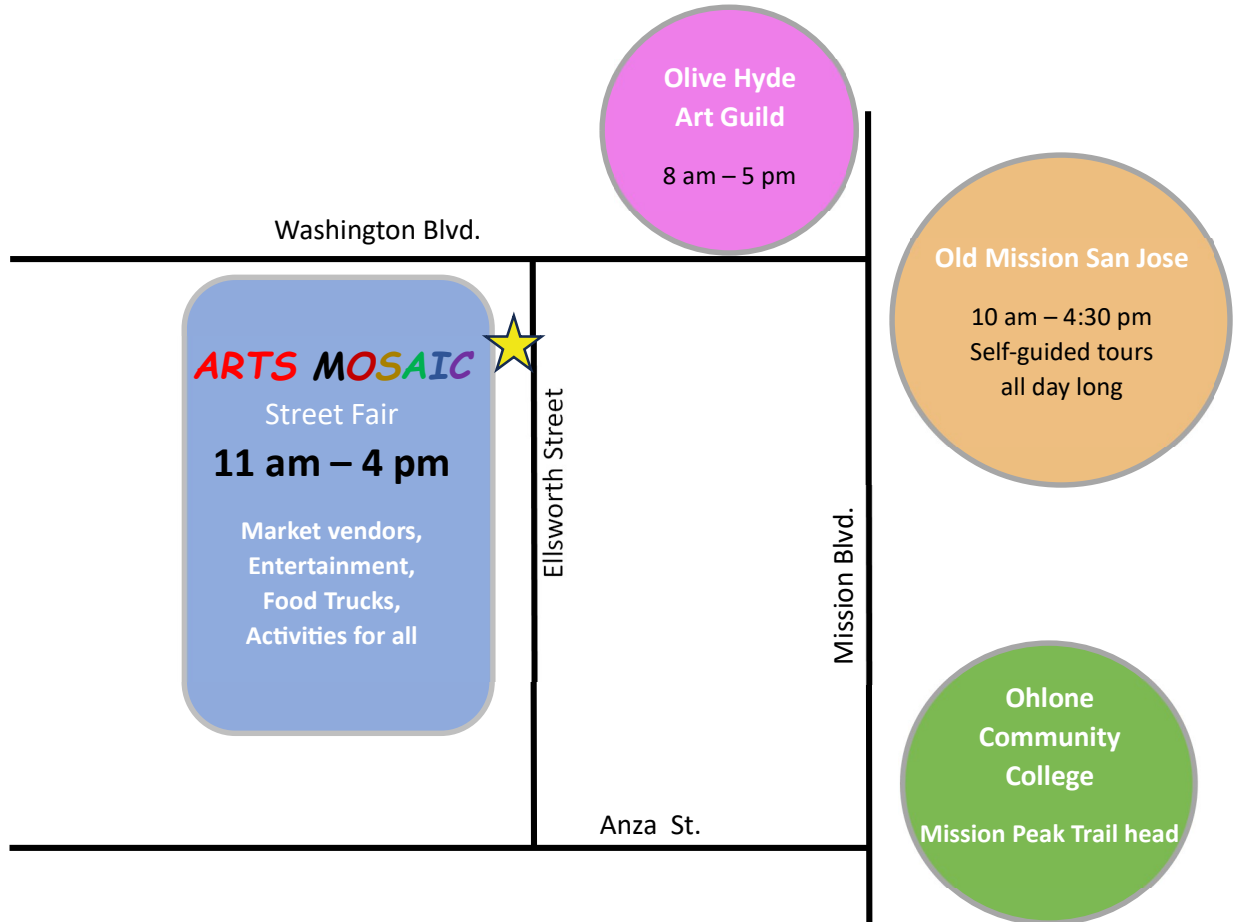 Olive Hyde
Art Guild
8 am – 5 pm
Washington Blvd.
Old Mission San Jose
10 am – 4:30 pm
Self-guided tours
all day long
ARTS MOSAIC
Street Fair
11 am – 4 pm
Market vendors,
Entertainment,
Food Trucks,
Activities for all
Ellsworth Street
Mission Blvd.
Ohlone
Community
College
Mission Peak Trail head
Anza St.